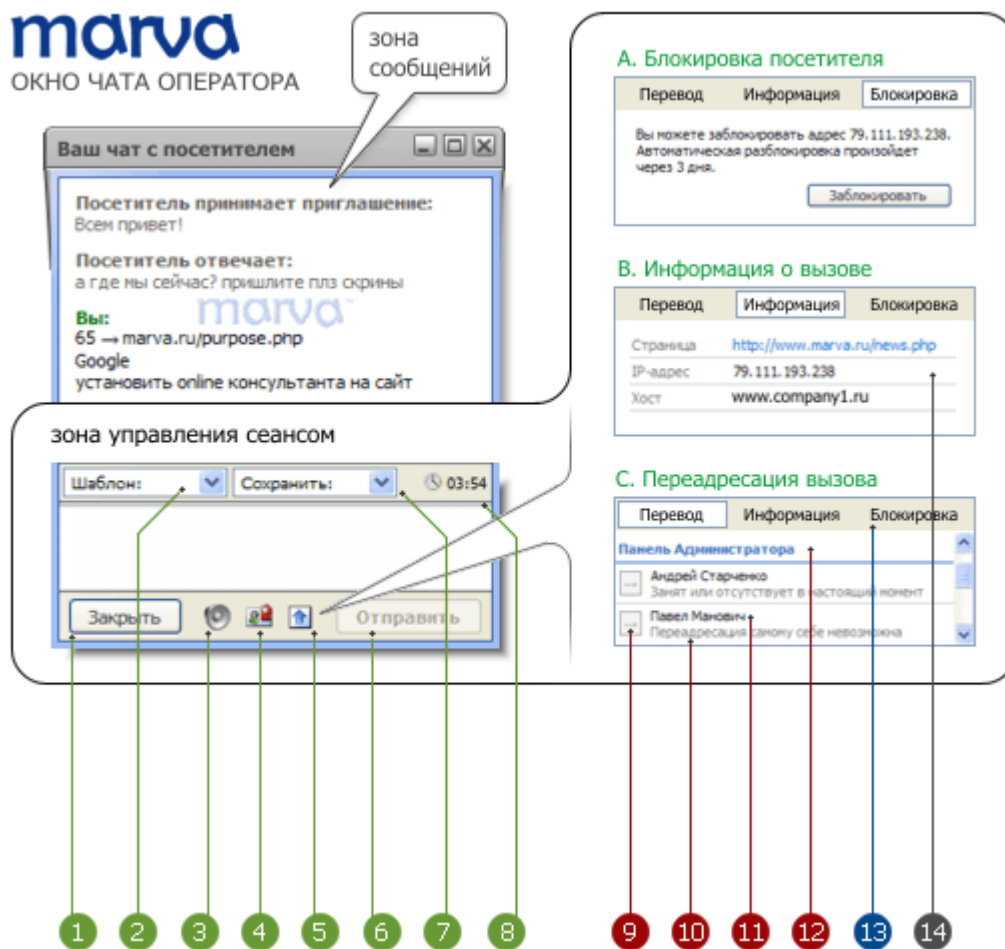 marva
ОКНО ЧАТА ОПЕРАТОРА
зона
сообщений
Ваш чат с посетителем
Посетитель принимает приглашение:
Всем привет!
Посетитель отвечает:
а где мы сейчас? пришлите плз скрины
marva
Вы:
65 → marva.ru/purpose.php
Google
установить online консультанта на сайт
зона управления сеансом
Шаблон:
Сохранить:
03:54
Закрыть
Отправить
A. Блокировка посетителя
Перевод Информация Блокировка
Вы можете заблокировать адрес 79.111.193.238.
Автоматическая разблокировка произойдет
через 3 дня.
Заблокировать
B. Информация о вызове
Перевод Информация Блокировка
Страница http://www.marva.ru/news.php
IP-адрес 79.111.193.238
Хост www.company1.ru
C. Переадресация вызова
Перевод Информация Блокировка
Панель Администратора
Андрей Старченко
Занят или отсутствует в настоящий момент
Павел Манович
Переадресация самому себе невозможна
1 2 3 4 5 6 7 8 9 10 11 12 13 14